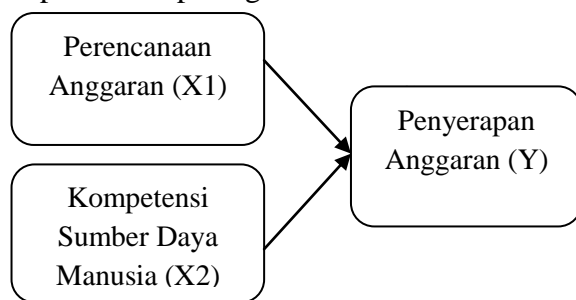 Perencanaan
Anggaran (X1)
Penyerapan
Anggaran (Y)
Kompetensi
Sumber Daya
Manusia (X2)